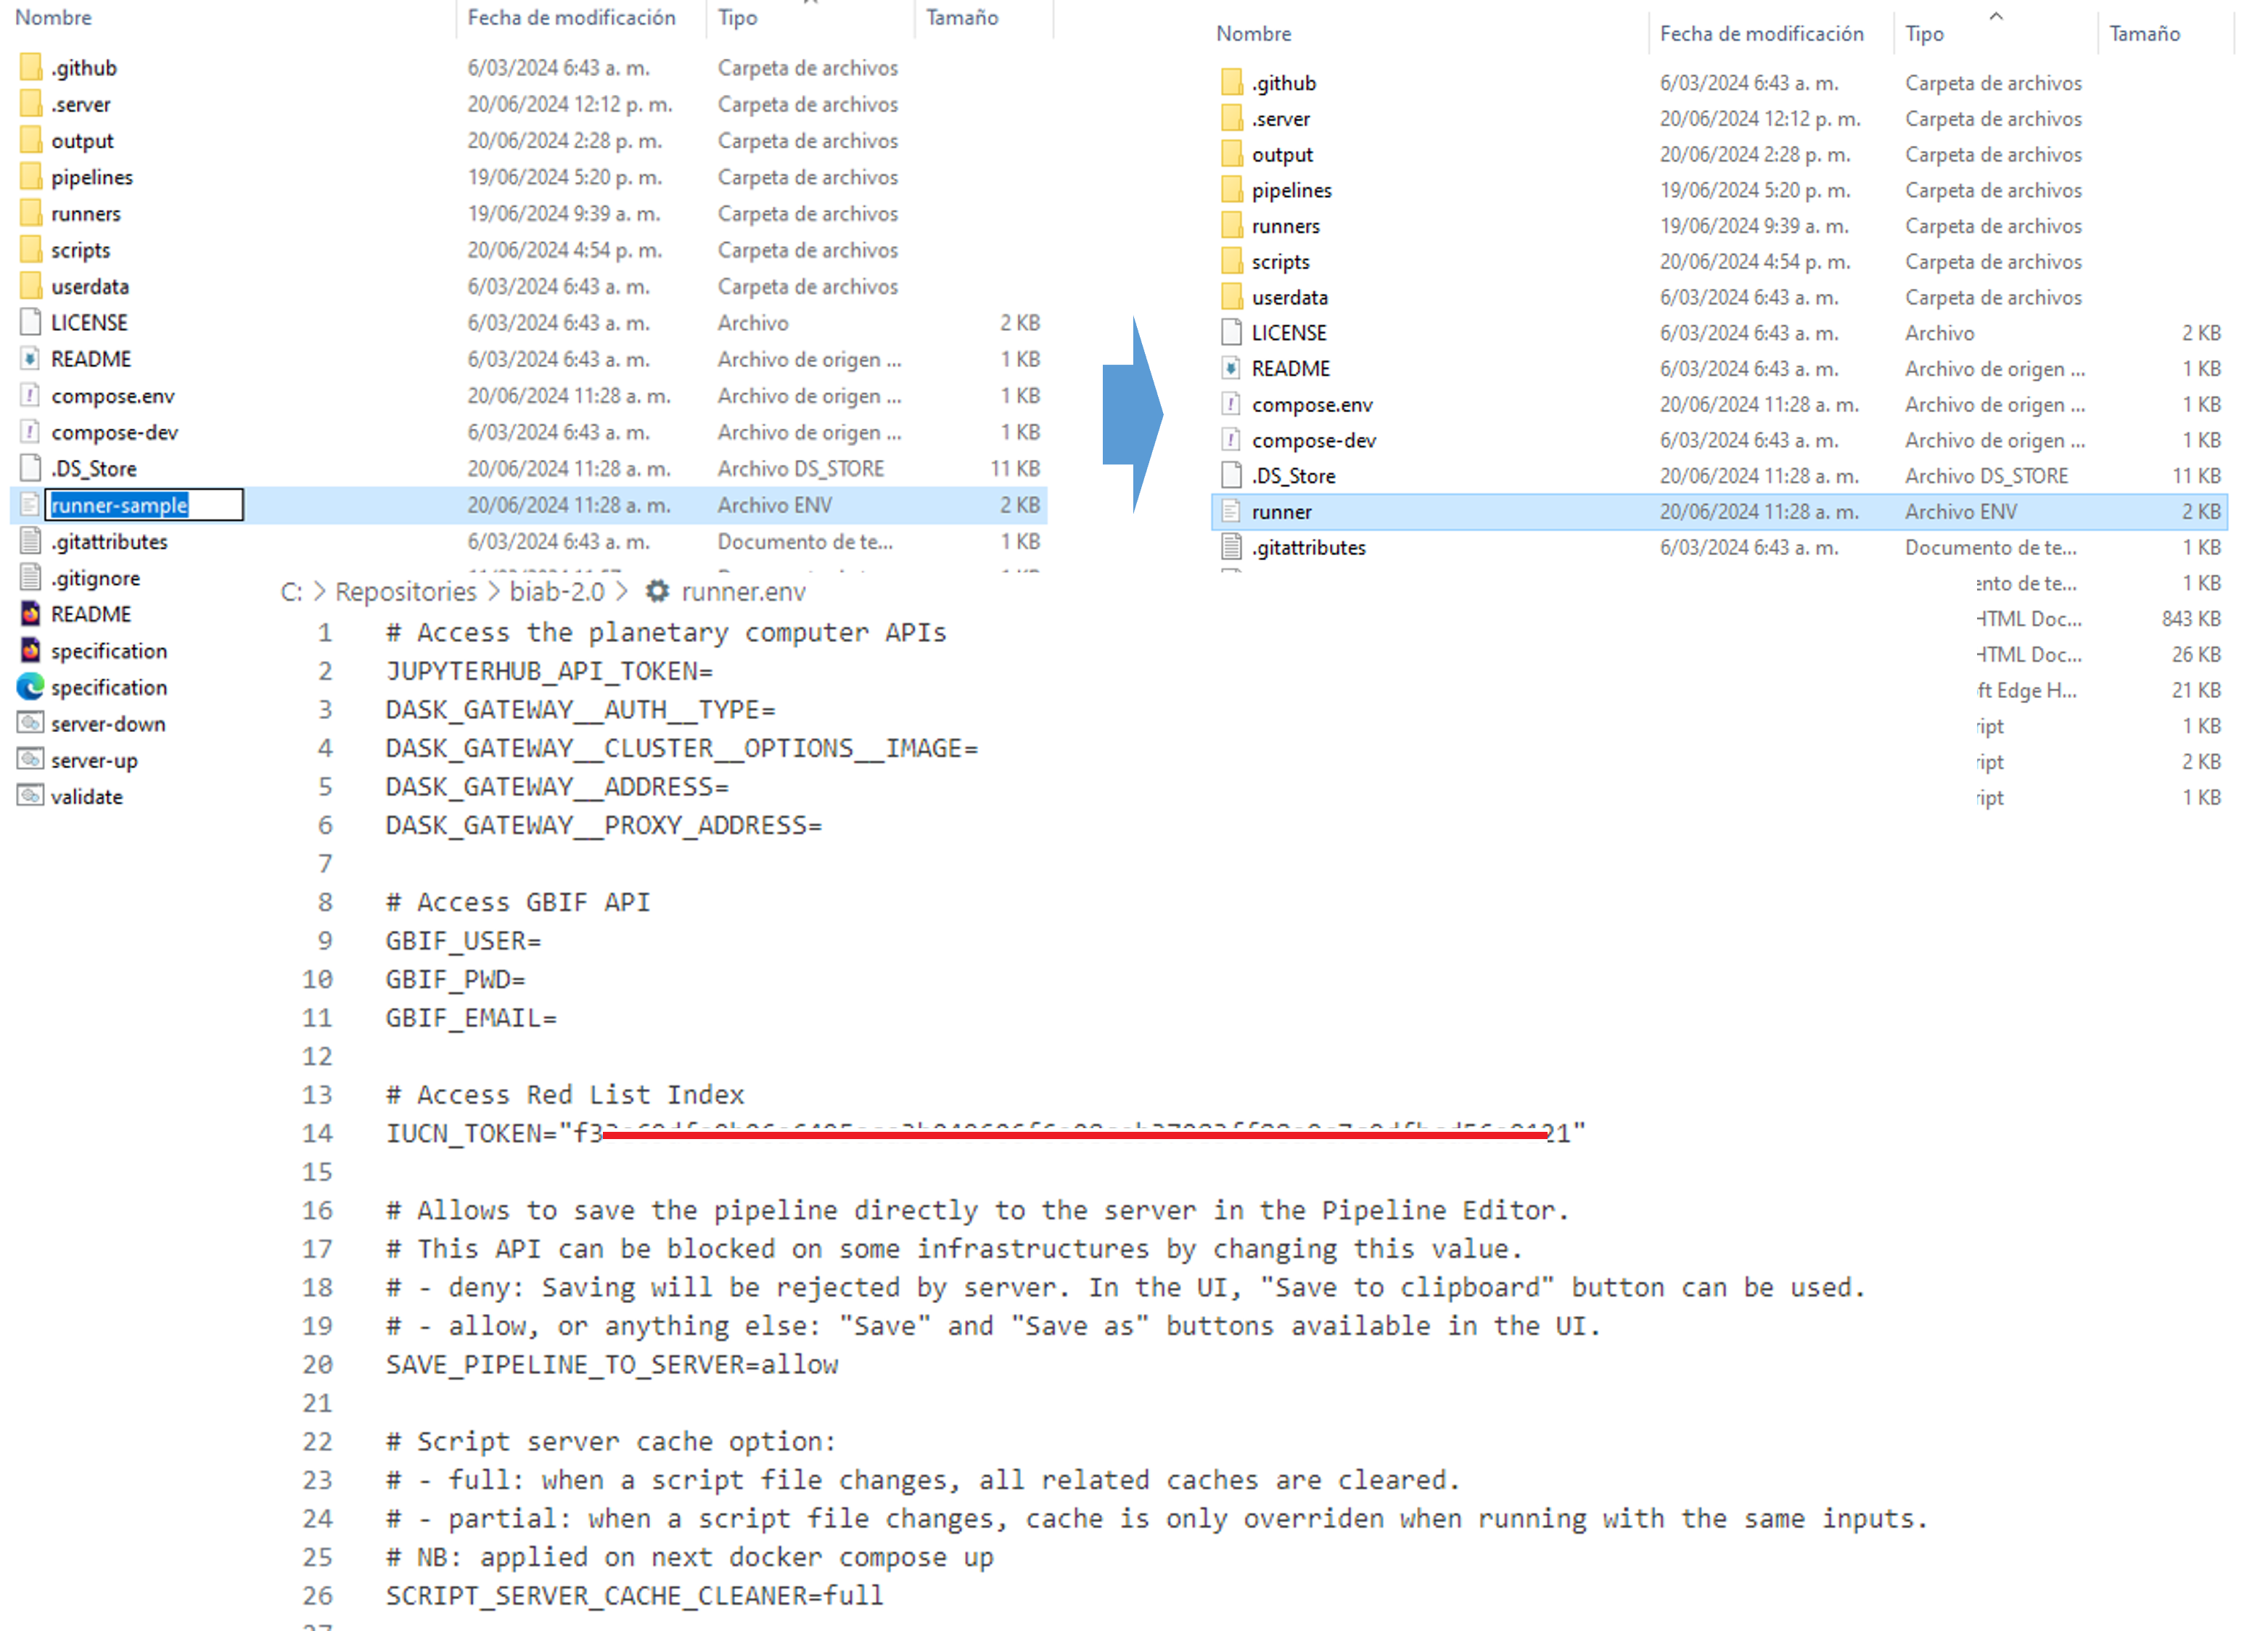 Nombre Fecha de modificación Tipo Tamaño
.github 6/03/2024 6:43 a. m. Carpeta de archivos
.server 20/06/2024 12:12 p. m. Carpeta de archivos
output 20/06/2024 2:28 p. m. Carpeta de archivos
pipelines 19/06/2024 5:20 p. m. Carpeta de archivos
runners 19/06/2024 9:39 a. m. Carpeta de archivos
scripts 20/06/2024 4:54 p. m. Carpeta de archivos
userdata 6/03/2024 6:43 a. m. Carpeta de archivos
LICENSE 6/03/2024 6:43 a. m. Archivo 2 KB
README 6/03/2024 6:43 a. m. Archivo de origen ... 1 KB
compose.env 20/06/2024 11:28 a. m. Archivo de origen ... 1 KB
compose-dev 6/03/2024 6:43 a. m. Archivo de origen ... 1 KB
.DS_Store 20/06/2024 11:28 a. m. Archivo DS_STORE 11 KB
runner-sample 20/06/2024 11:28 a. m. Archivo ENV 2 KB
.gitattributes 6/03/2024 6:43 a. m. Documento de te... 1 KB
.gitignore
README
specification
specification
server-down
server-up
validate
Nombre Fecha de modificación Tipo Tamaño
.github 6/03/2024 6:43 a. m. Carpeta de archivos
.server 20/06/2024 12:12 p. m. Carpeta de archivos
output 20/06/2024 2:28 p. m. Carpeta de archivos
pipelines 19/06/2024 5:20 p. m. Carpeta de archivos
runners 19/06/2024 9:39 a. m. Carpeta de archivos
scripts 20/06/2024 4:54 p. m. Carpeta de archivos
userdata 6/03/2024 6:43 a. m. Carpeta de archivos
LICENSE 6/03/2024 6:43 a. m. Archivo 2 KB
README 6/03/2024 6:43 a. m. Archivo de origen ... 1 KB
compose.env 20/06/2024 11:28 a. m. Archivo de origen ... 1 KB
compose-dev 6/03/2024 6:43 a. m. Archivo de origen ... 1 KB
.DS_Store 20/06/2024 11:28 a. m. Archivo DS_STORE 11 KB
runner 20/06/2024 11:28 a. m. Archivo ENV 2 KB
.gitattributes 6/03/2024 6:43 a. m. Documento de te... 1 KB
de te... 1 KB
HTML Doc... 843 KB
HTML Doc... 26 KB
Edge H... 21 KB
1 KB
2 KB
1 KB
C: > Repositories > biab-2.0 > runner.env
1 # Access the planetary computer APIs
2 JUPYTERHUB_API_TOKEN=
3 DASK_GATEWAY__AUTH__TYPE=
4 DASK_GATEWAY__CLUSTER__OPTIONS__IMAGE=
5 DASK_GATEWAY__ADDRESS=
6 DASK_GATEWAY__PROXY_ADDRESS=
7
8 # Access GBIF API
9 GBIF_USER=
10 GBIF_PWD=
11 GBIF_EMAIL=
12
13 # Access Red List Index
14 IUCN_TOKEN=
15
16 # Allows to save the pipeline directly to the server in the Pipeline Editor.
17 # This API can be blocked on some infrastructures by changing this value.
18 # - deny: Saving will be rejected by server. In the UI, "Save to clipboard" button can be used.
19 # - allow, or anything else: "Save" and "Save as" buttons available in the UI.
20 SAVE_PIPELINE_TO_SERVER=allow
21
22 # Script server cache option:
23 # - full: when a script file changes, all related caches are cleared.
24 # - partial: when a script file changes, cache is only overriden when running with the same inputs.
25 # NB: applied on next docker compose up
26 SCRIPT_SERVER_CACHE_CLEANER=full